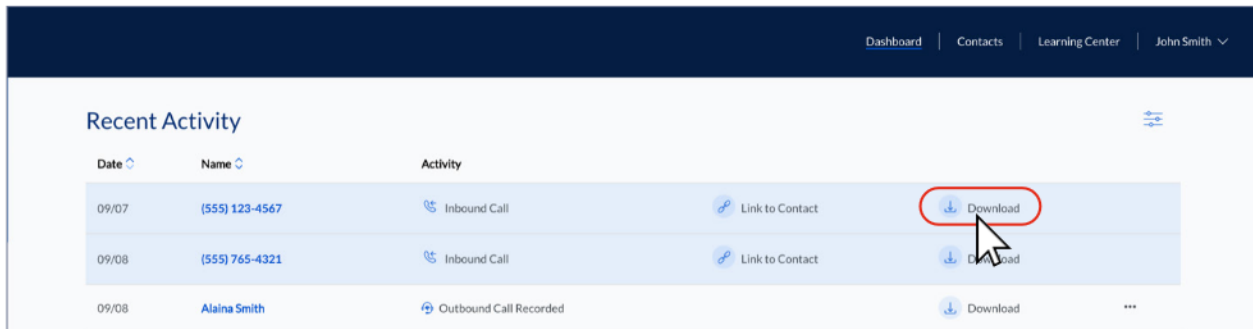 Dashboard Contacts Learning Center John Smith
Recent Activity
Date Name Activity
09/07 (555) 123-4567 Inbound Call Link to Contact Download
09/08 (555) 765-4321 Inbound Call Link to Contact Download
09/08 Alaina Smith Outbound Call Recorded Download ...